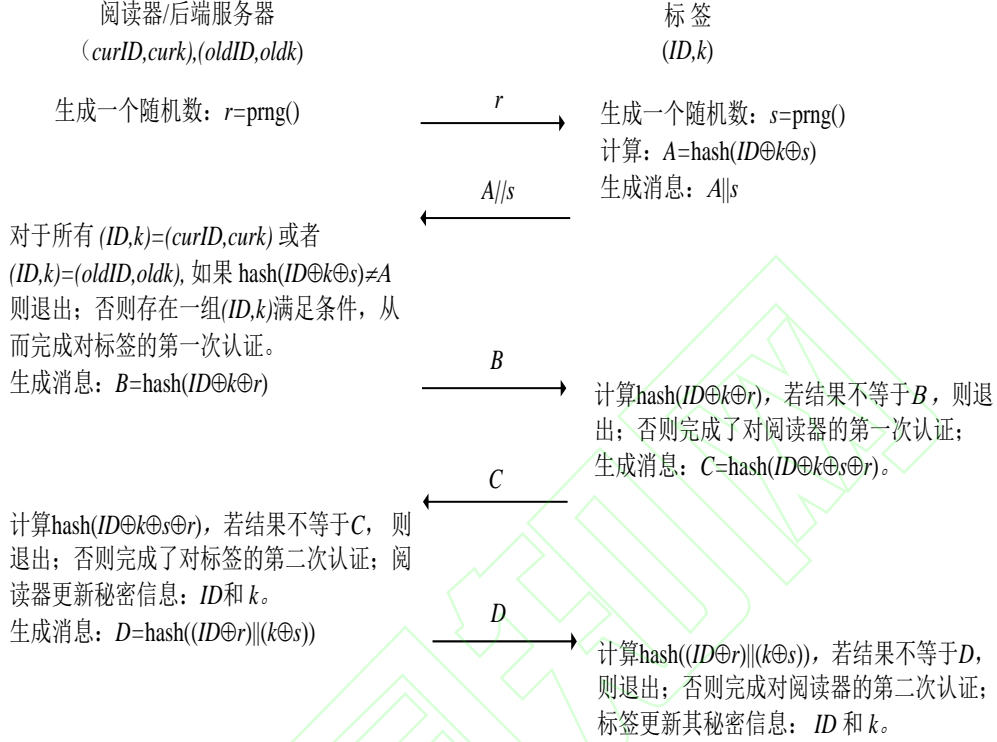 阅读器/后端服务器
（curID,curk),(oldID,oldk)
标 签
(ID,k)
生成一个随机数：r=prng()
r
生成一个随机数：s=prng()
计算：A=hash(ID⊕k⊕s)
生成消息：A||s
A//s
对于所有 (ID,k)=(curID,curk) 或者
(ID,k)=(oldID,oldk), 如果 hash(ID⊕k⊕s)≠A
则退出；否则存在一组(ID,k)满足条件，从
而完成对标签的第一次认证。
生成消息：B=hash(ID⊕k⊕r)
B
计算hash(ID⊕k⊕r)，若结果不等于B，则退
出；否则完成了对阅读器的第一次认证；
生成消息：C=hash(ID⊕k⊕s⊕r)。
C
计算hash(ID⊕k⊕s⊕r)，若结果不等于C， 则
退出；否则完成了对标签的第二次认证；阅
读器更新秘密信息：ID和 k。
生成消息：D=hash((ID⊕r)||(k⊕s))
D
计算hash((ID⊕r)||(k⊕s))，若结果不等于D，
则退出；否则完成对阅读器的第二次认证；
标签更新其秘密信息： ID 和 k。